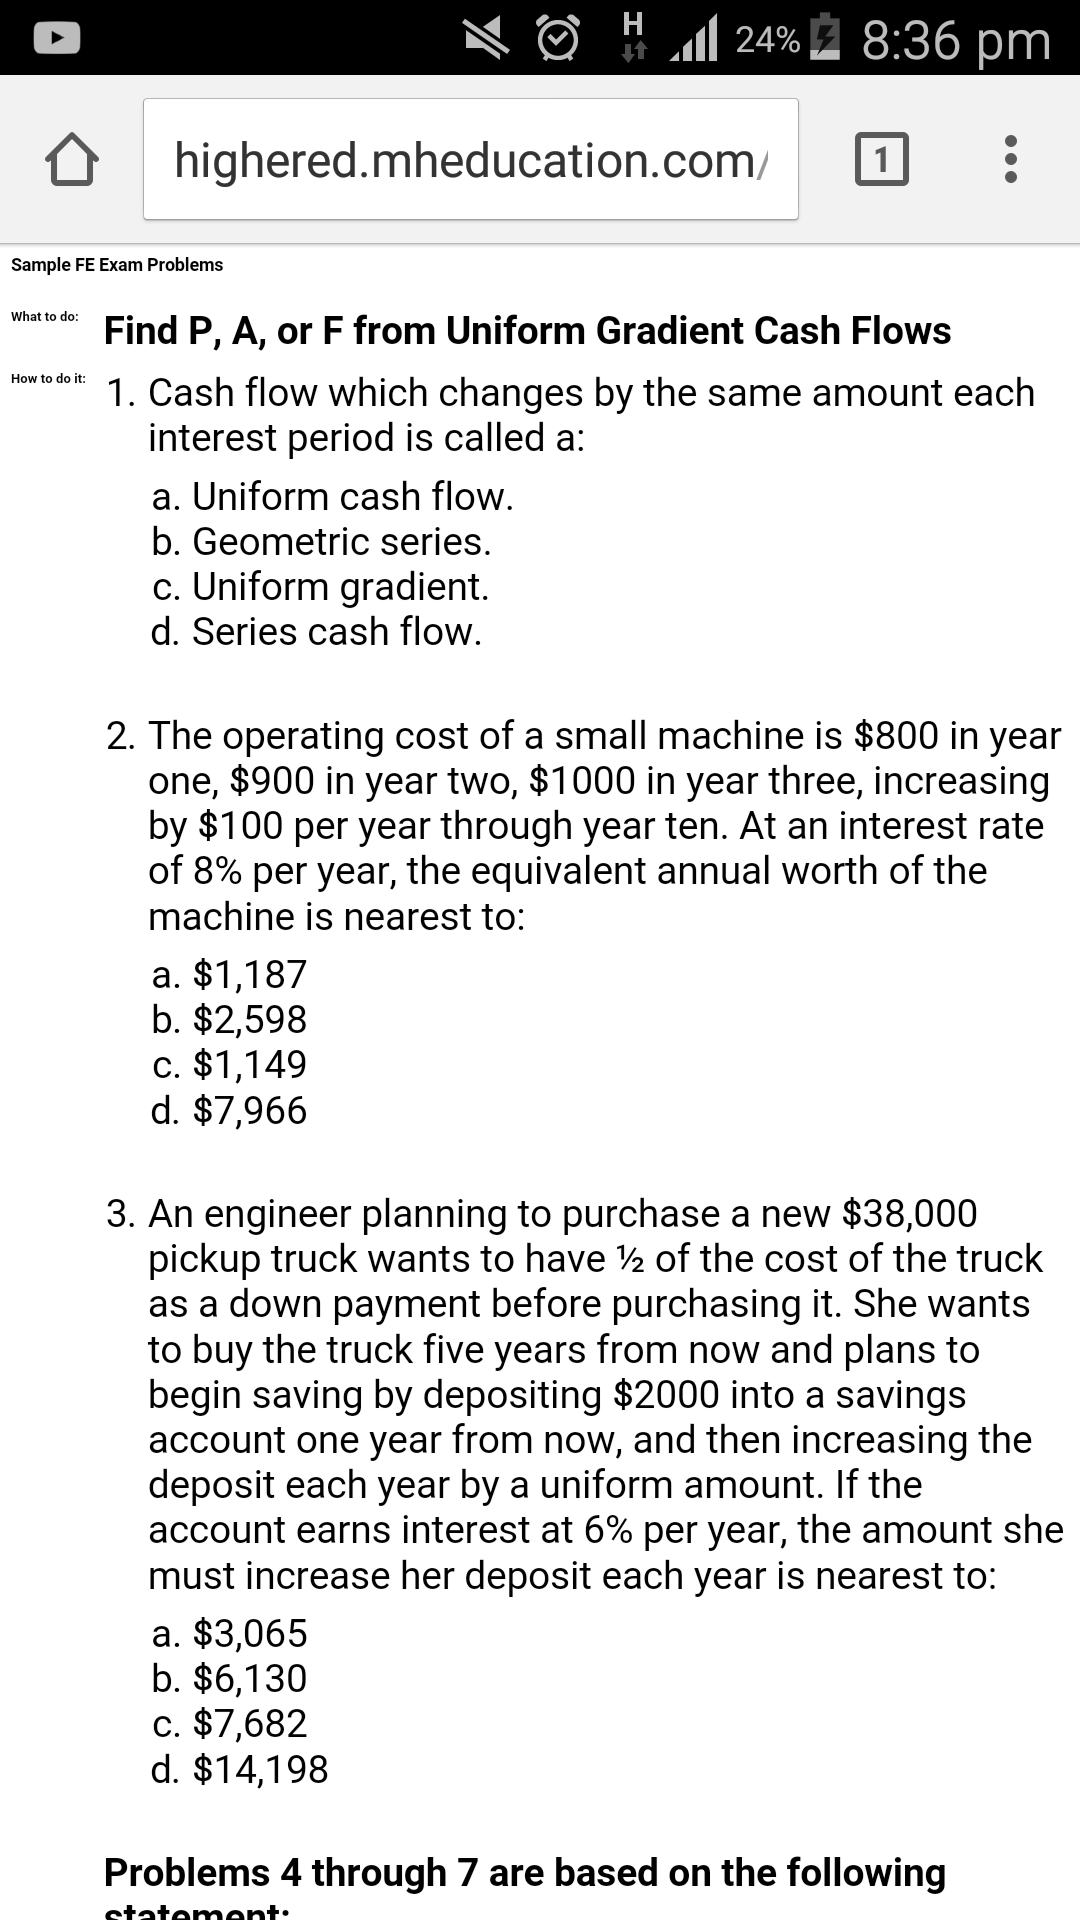 H 24% 8:36 pm
highered.mheducation.com/
1
Sample FE Exam Problems
What to do:
Find P, A, or F from Uniform Gradient Cash Flows
How to do it:
1. Cash flow which changes by the same amount each
interest period is called a:
a. Uniform cash flow.
b. Geometric series.
c. Uniform gradient.
d. Series cash flow.
2. The operating cost of a small machine is $800 in year
one, $900 in year two, $1000 in year three, increasing
by $100 per year through year ten. At an interest rate
of 8% per year, the equivalent annual worth of the
machine is nearest to:
a. $1,187
b. $2,598
c. $1,149
d. $7,966
3. An engineer planning to purchase a new $38,000
pickup truck wants to have ½ of the cost of the truck
as a down payment before purchasing it. She wants
to buy the truck five years from now and plans to
begin saving by depositing $2000 into a savings
account one year from now, and then increasing the
deposit each year by a uniform amount. If the
account earns interest at 6% per year, the amount she
must increase her deposit each year is nearest to:
a. $3,065
b. $6,130
c. $7,682
d. $14,198
Problems 4 through 7 are based on the following
statement: